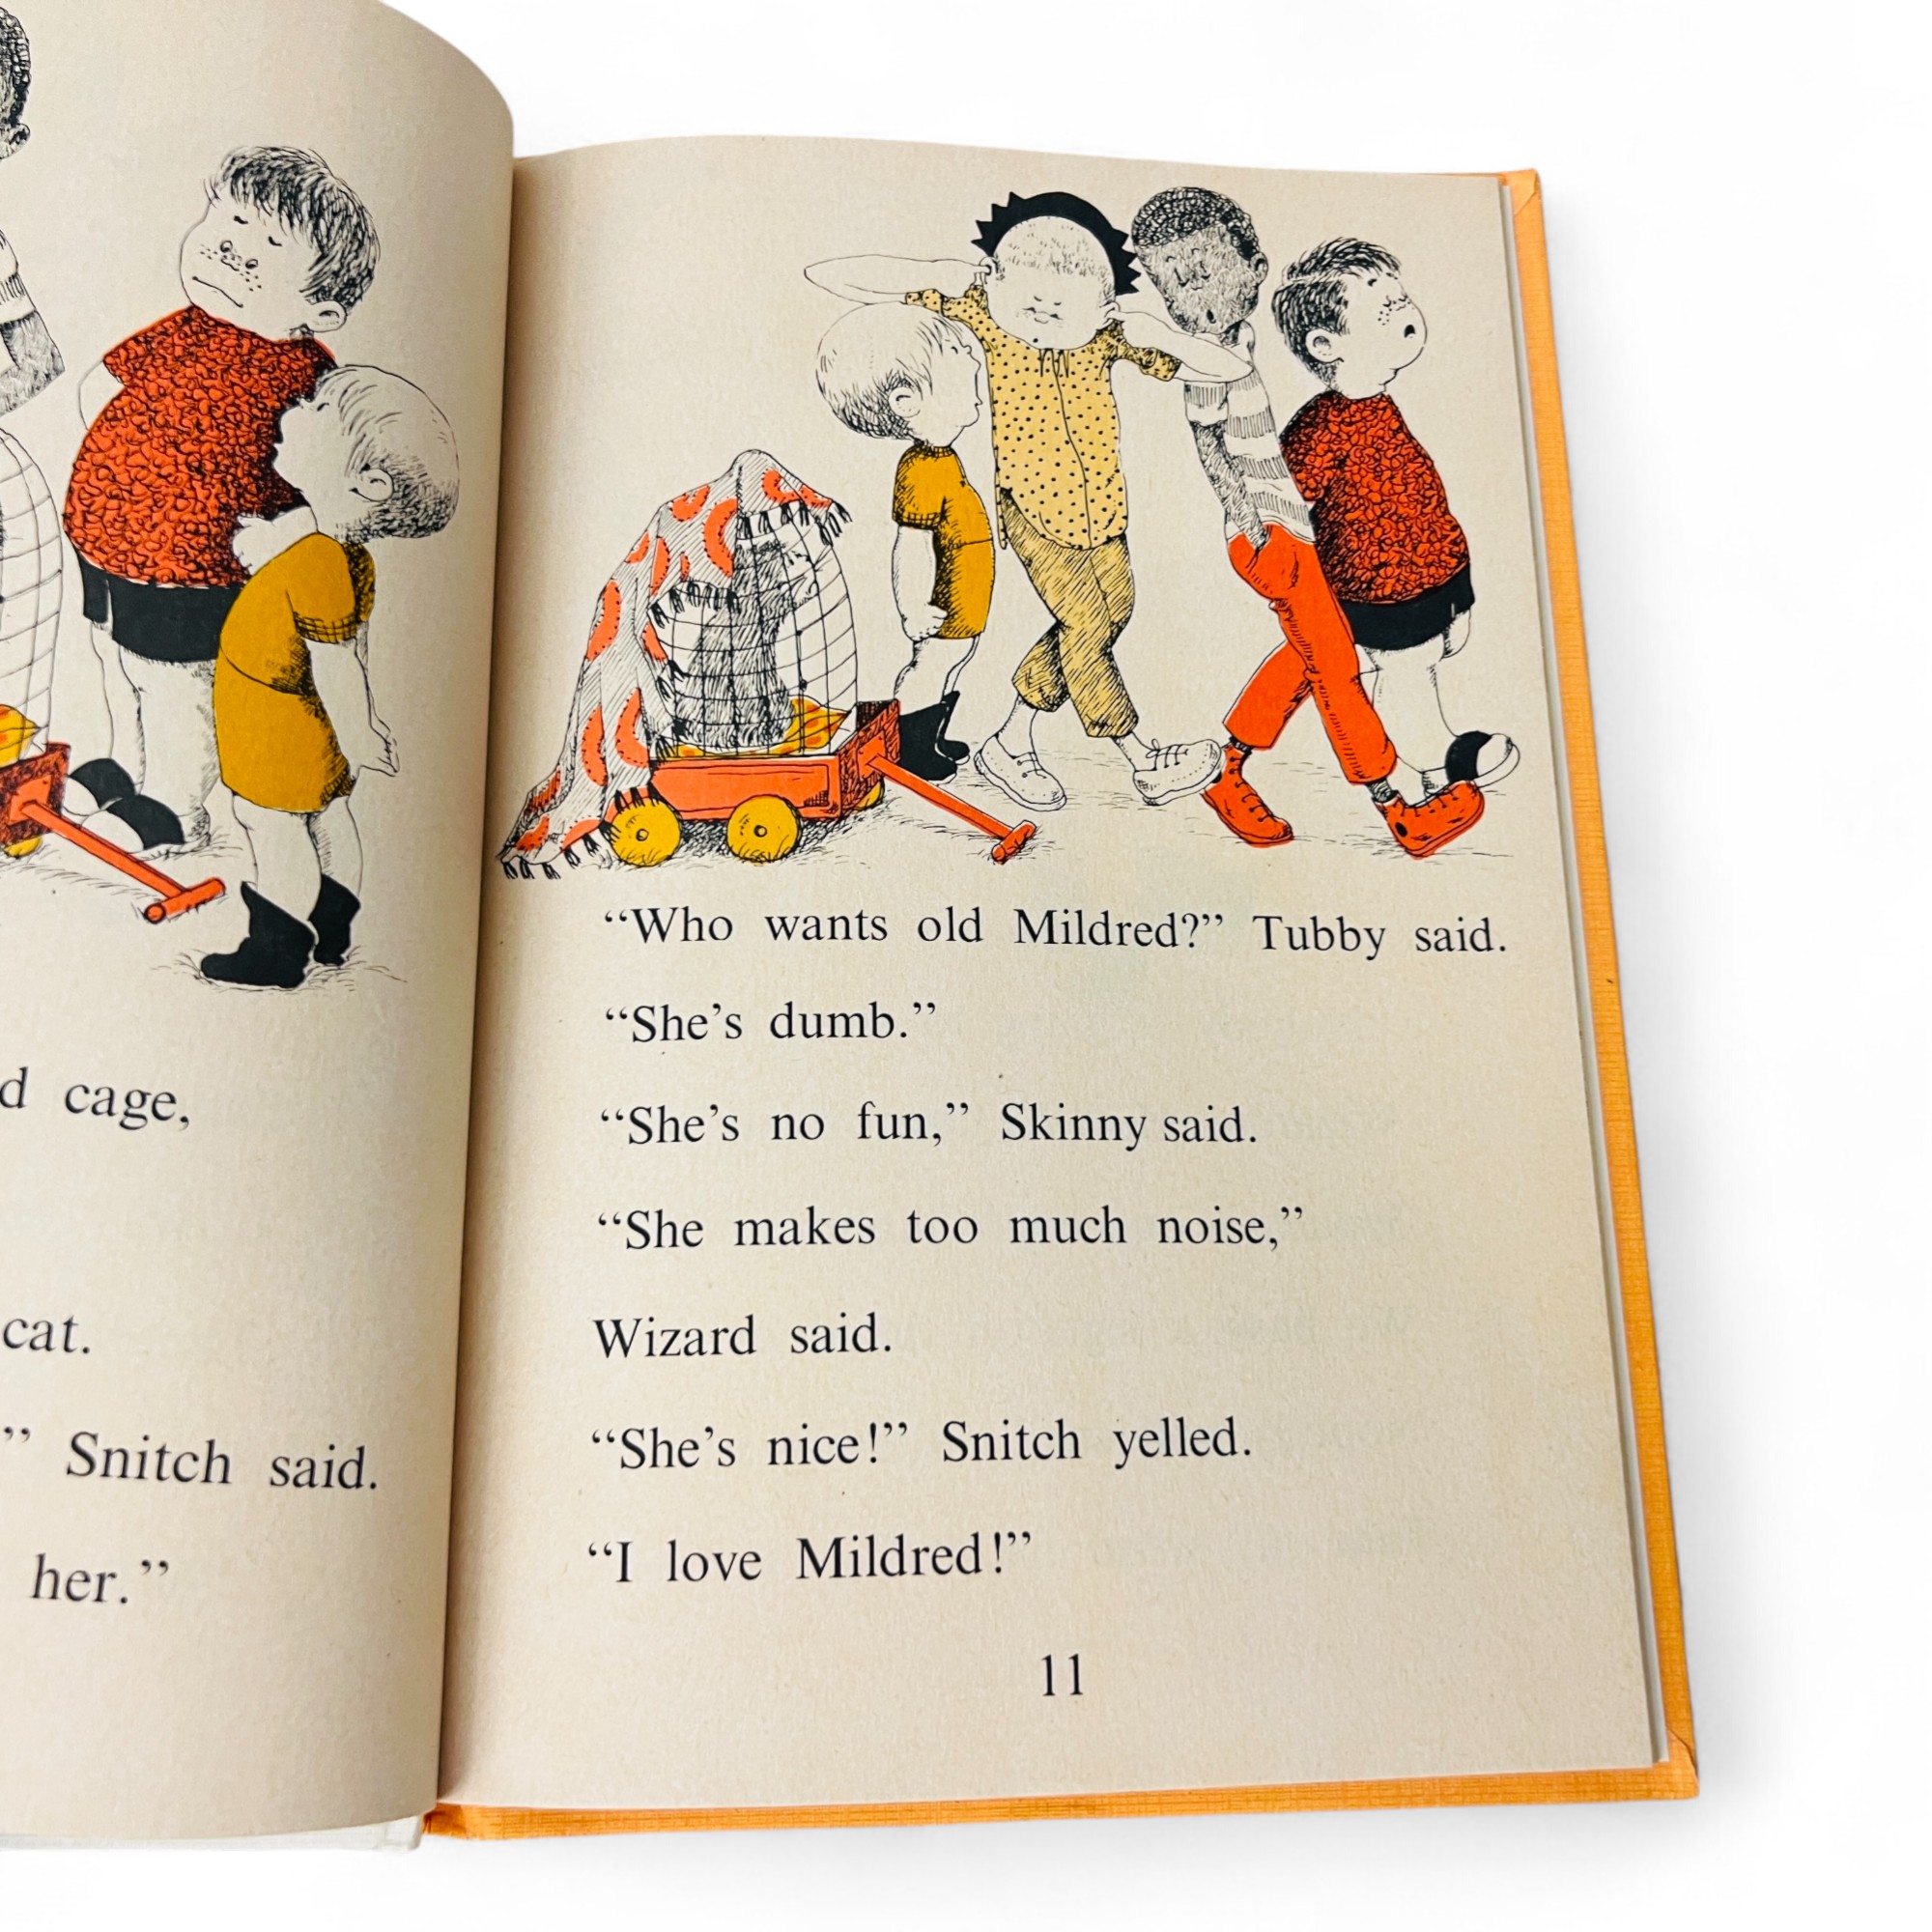 cage,
cat.
” Snitch said.
her.”
“Who wants old Mildred?” Tubby said.
“She’s dumb.”
“She’s no fun,” Skinny said.
“She makes too much noise,”
Wizard said.
“She’s nice!” Snitch yelled.
“I love Mildred!”
11